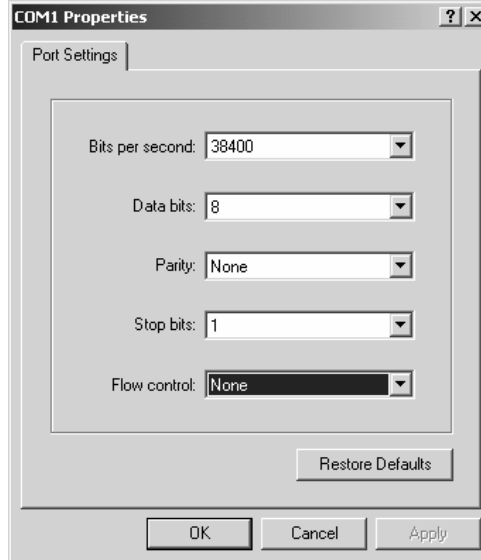 COM1 Properties
Port Settings
Bits per second: 38400
Data bits: 8
Parity: None
Stop bits: 1
Flow control: None
Restore Defaults
OK Cancel Apply